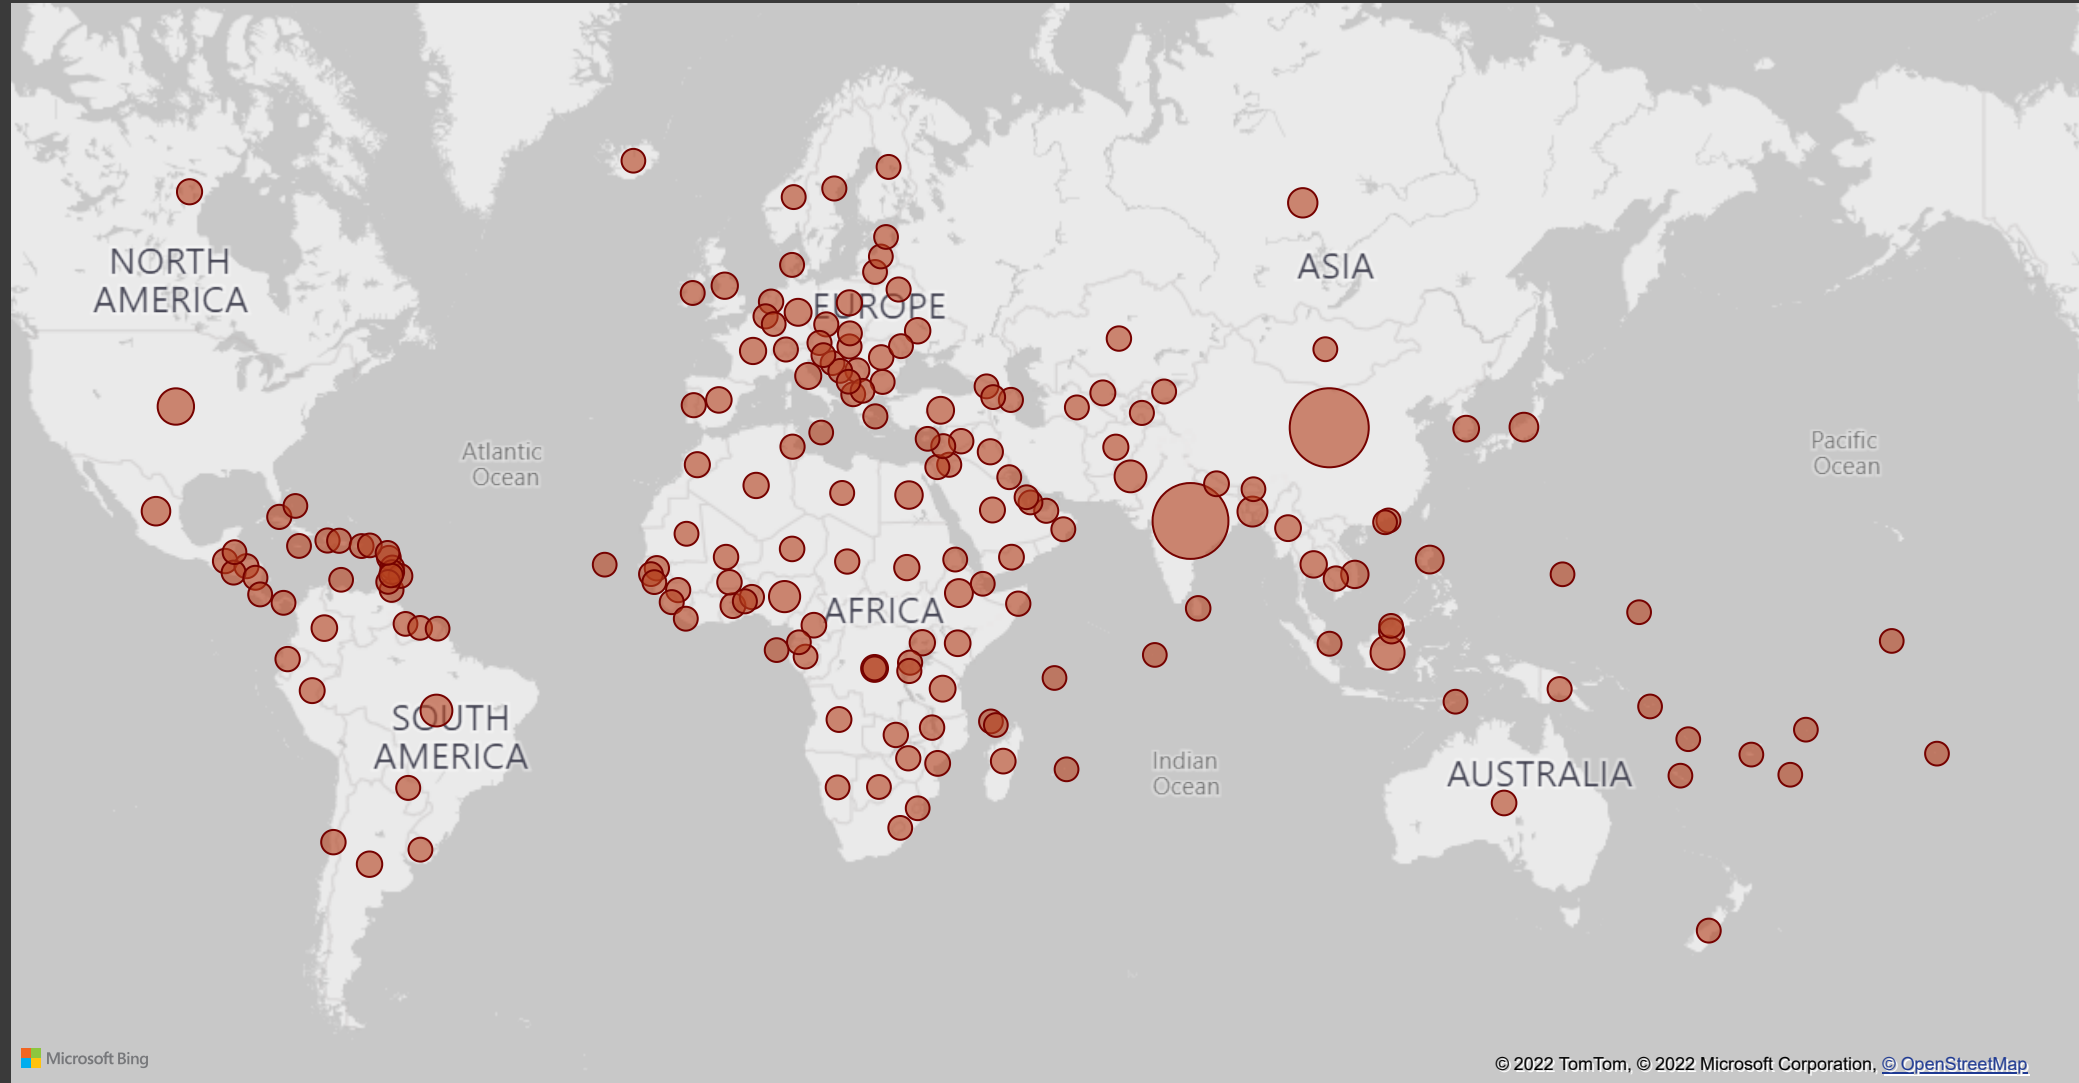 NORTH
AMERICA
ASIA
EUROPE
Atlantic
Ocean
Pacific
Ocean
AFRICA
SOUTH
AMERICA
Indian
Ocean
AUSTRALIA
Microsoft Bing
© 2022 TomTom, © 2022 Microsoft Corporation, © OpenStreetMap